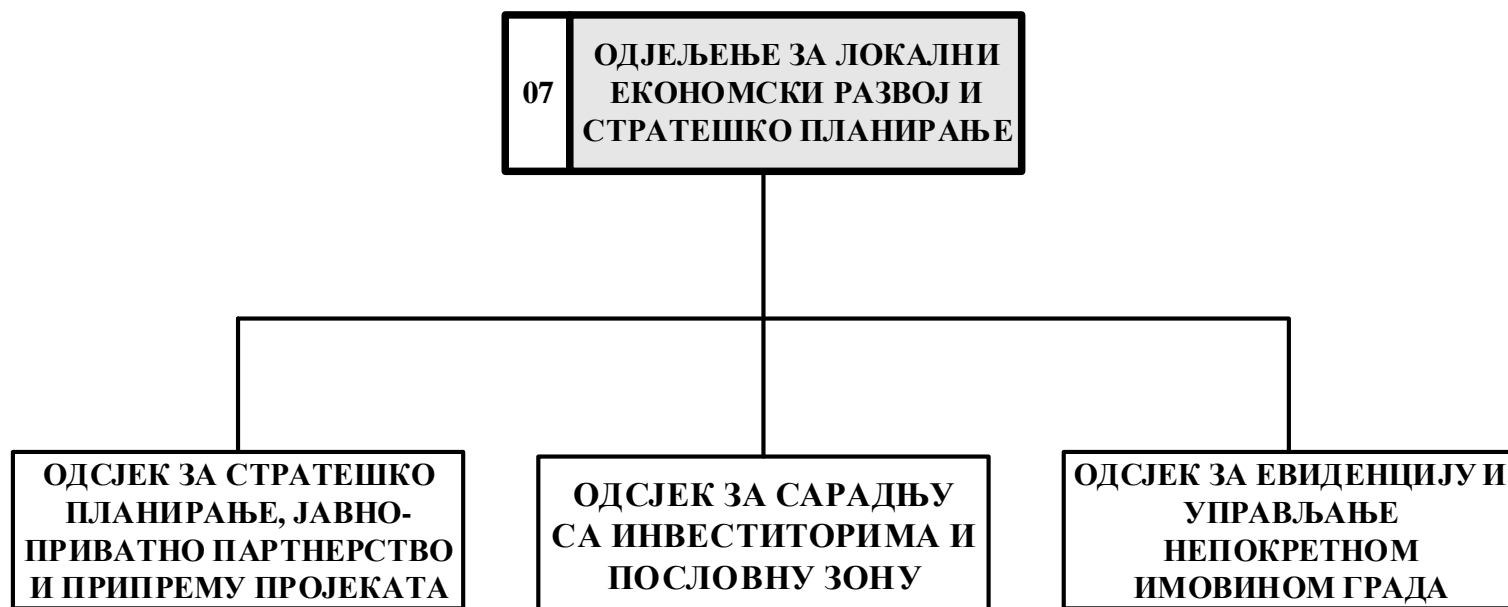 07
ОДЈЕЉЕЊЕ ЗА ЛОКАЛНИ
ЕКОНОМСКИ РАЗВОЈ И
СТРАТЕШКО ПЛАНИРАЊЕ
ОДСЈЕК ЗА СТРАТЕШКО
ПЛАНИРАЊЕ, ЈАВНО-
ПРИВАТНО ПАРТНЕРСТВО
И ПРИПРЕМУ ПРОЈЕКАТА
ОДСЈЕК ЗА САРАДЊУ
СА ИНВЕСТИТОРИМА И
ПОСЛОВНУ ЗОНУ
ОДСЈЕК ЗА ЕВИДЕНЦИЈУ И
УПРАВЉАЊЕ
НЕПОКРЕТНОМ
ИМОВИНОМ ГРАДА